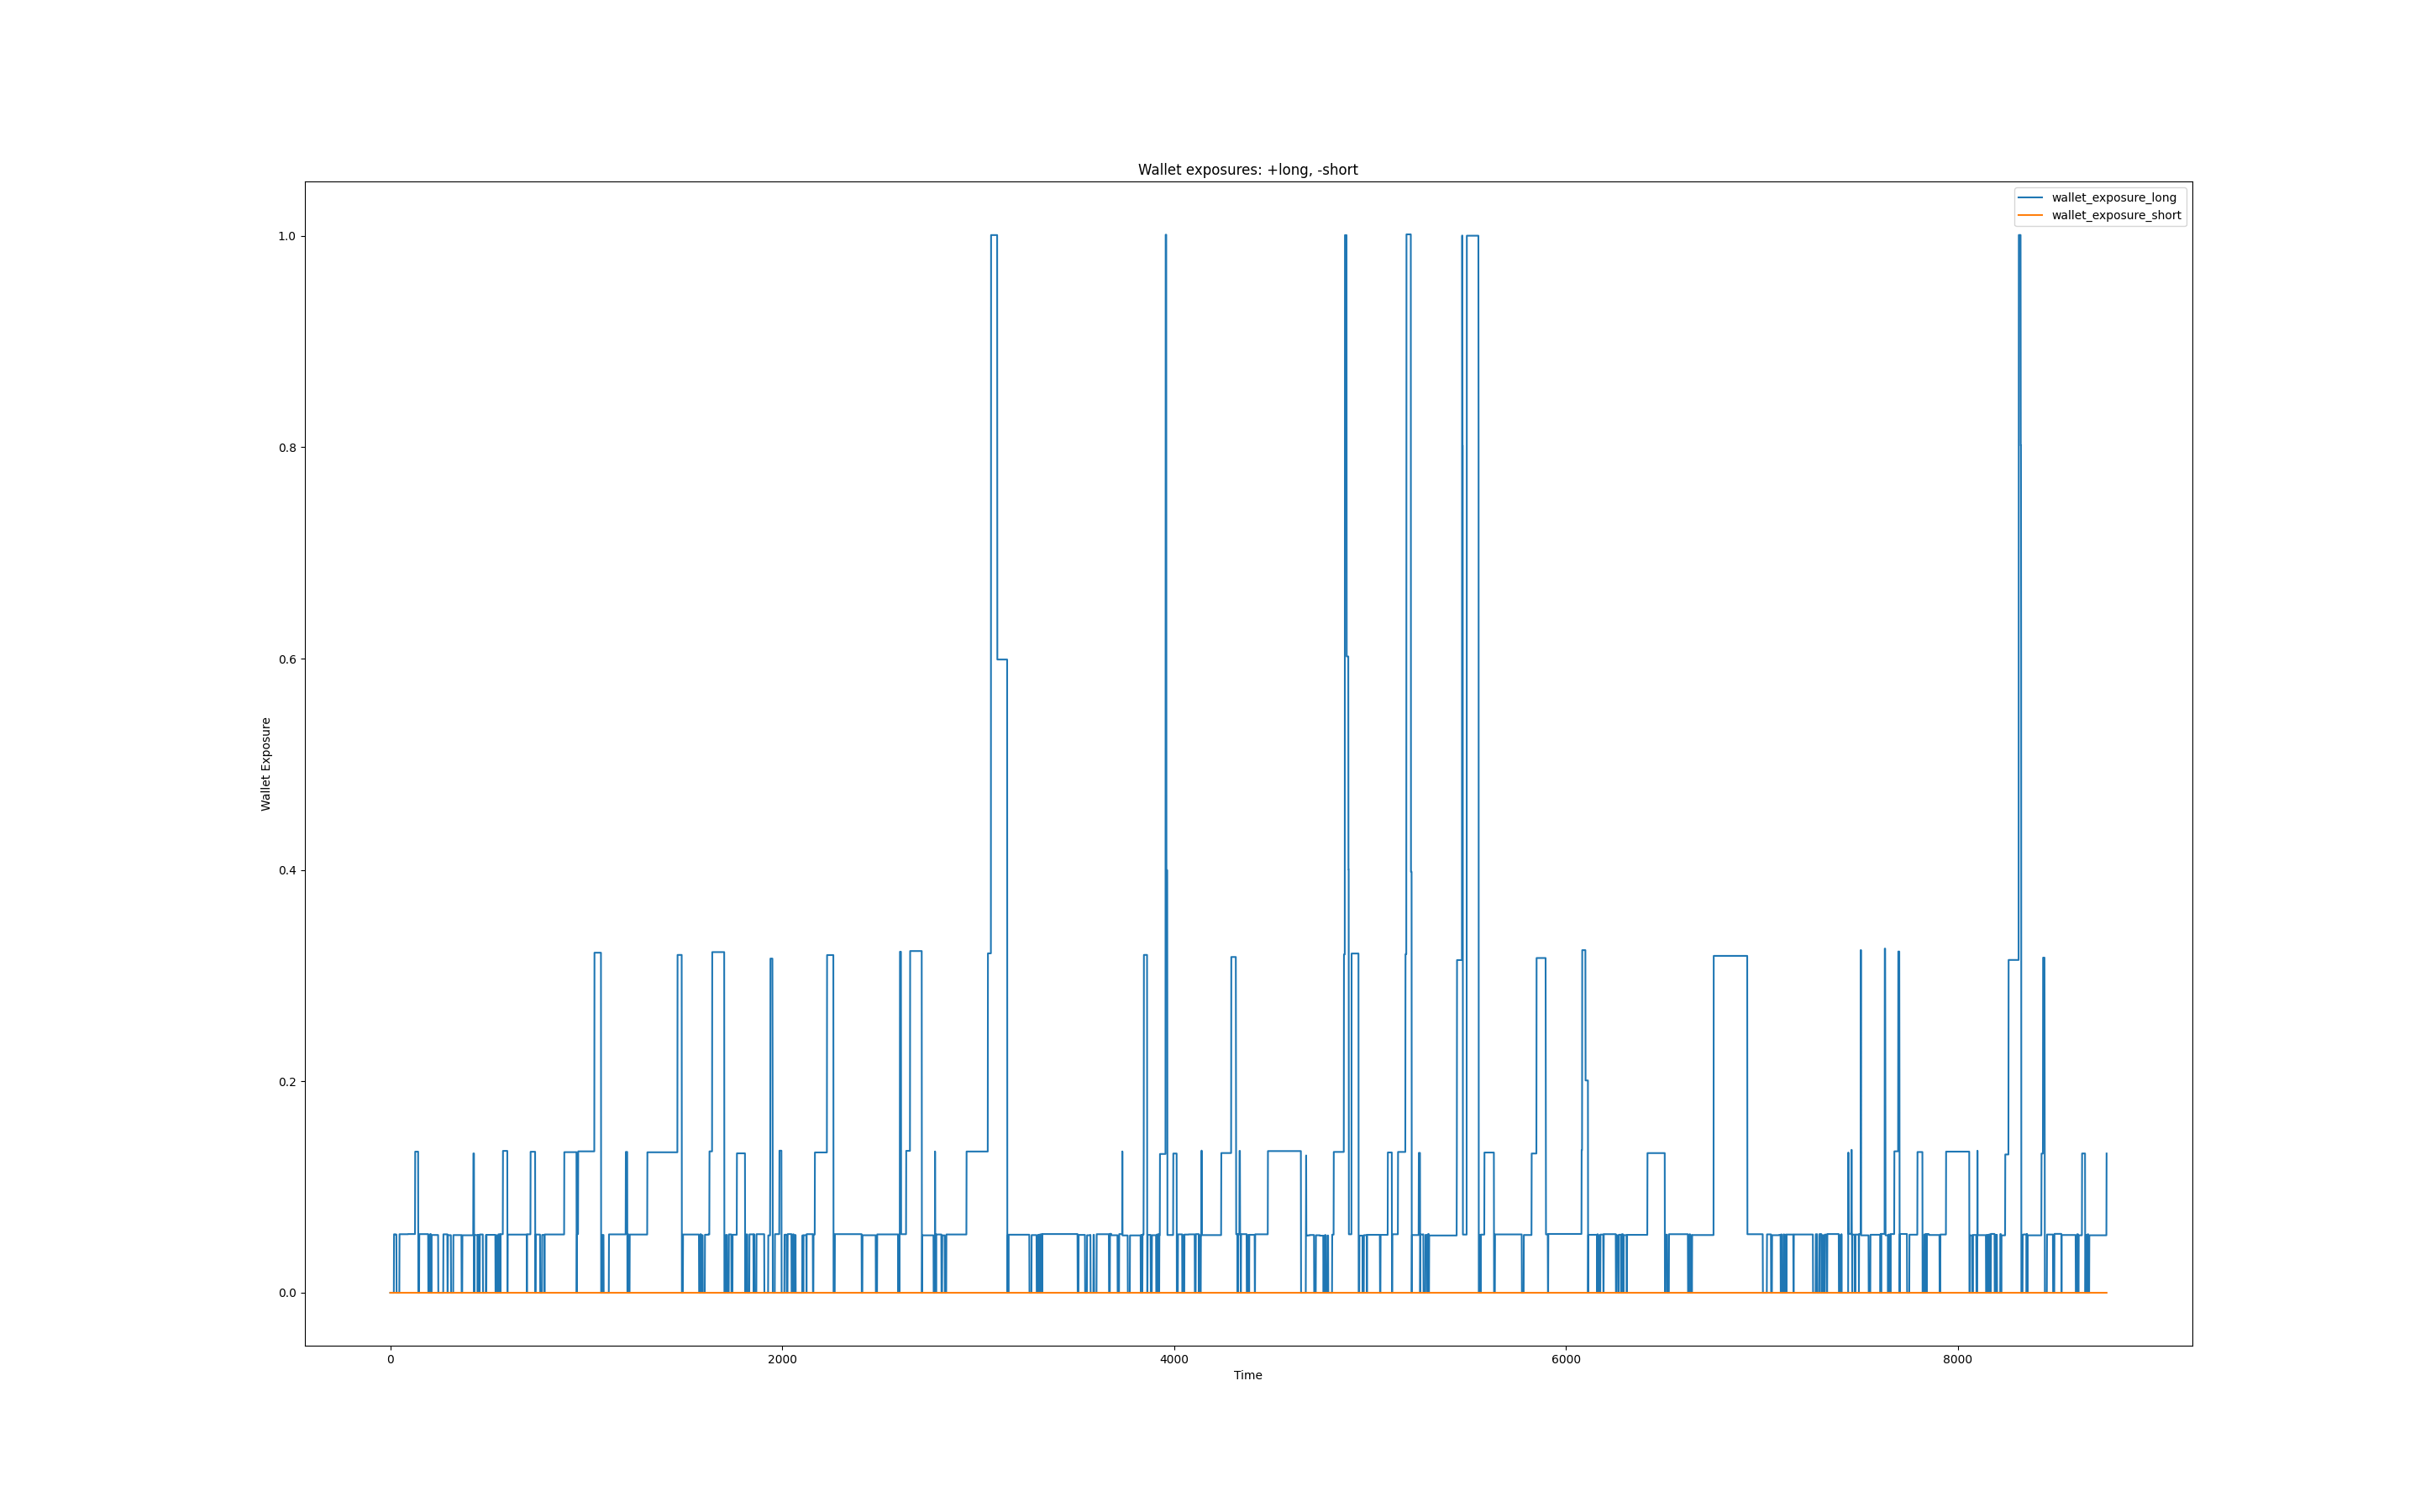 Wallet exposures: +long, -short
wallet_exposure_long
wallet_exposure_short
1.0
0.8
0.6
0.4
0.2
0.0
Wallet Exposure
0 2000 4000 6000 8000
Time